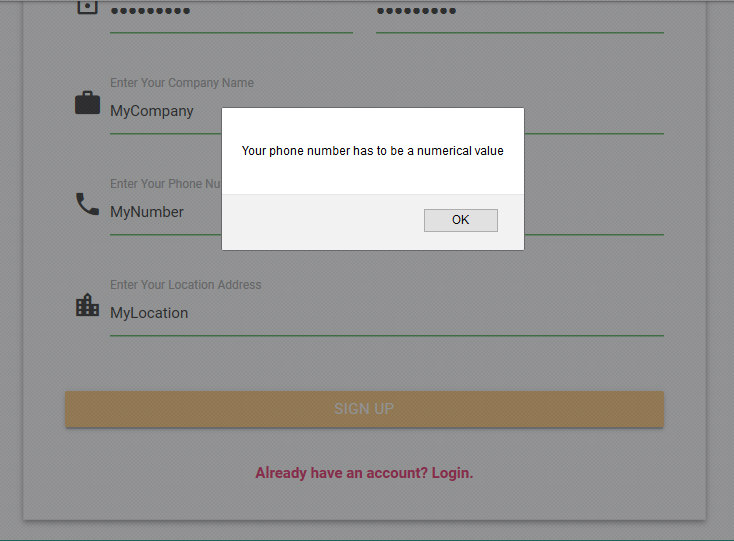 Enter Your Company Name
MyCompany
Your phone number has to be a numerical value
Enter Your Phone Nu
MyNumber
OK
Enter Your Location Address
MyLocation
SIGN UP
Already have an account? Login.